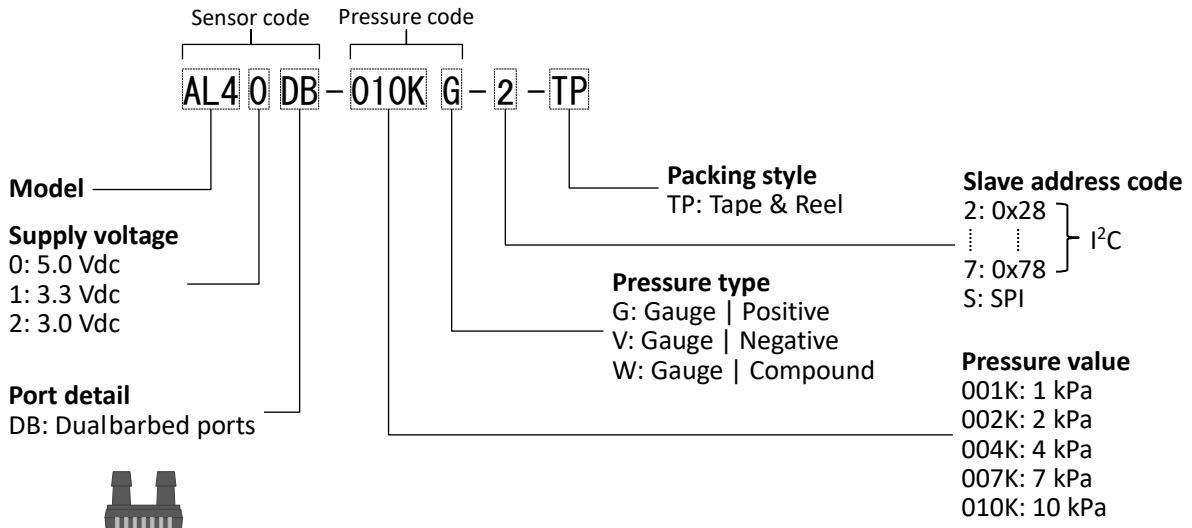 Sensor code Pressure code
AL4 0 DB - 010K G - 2 - TP
Model
Supply voltage
0: 5.0 Vdc
1: 3.3 Vdc
2: 3.0 Vdc
Port detail
DB: Dualbarbed ports
Packing style
TP: Tape & Reel
Pressure type
G: Gauge | Positive
V: Gauge | Negative
W: Gauge | Compound
Slave address code
2: 0x28
I²C
7: 0x78
S: SPI
Pressure value
001K: 1 kPa
002K: 2 kPa
004K: 4 kPa
007K: 7 kPa
010K: 10 kPa